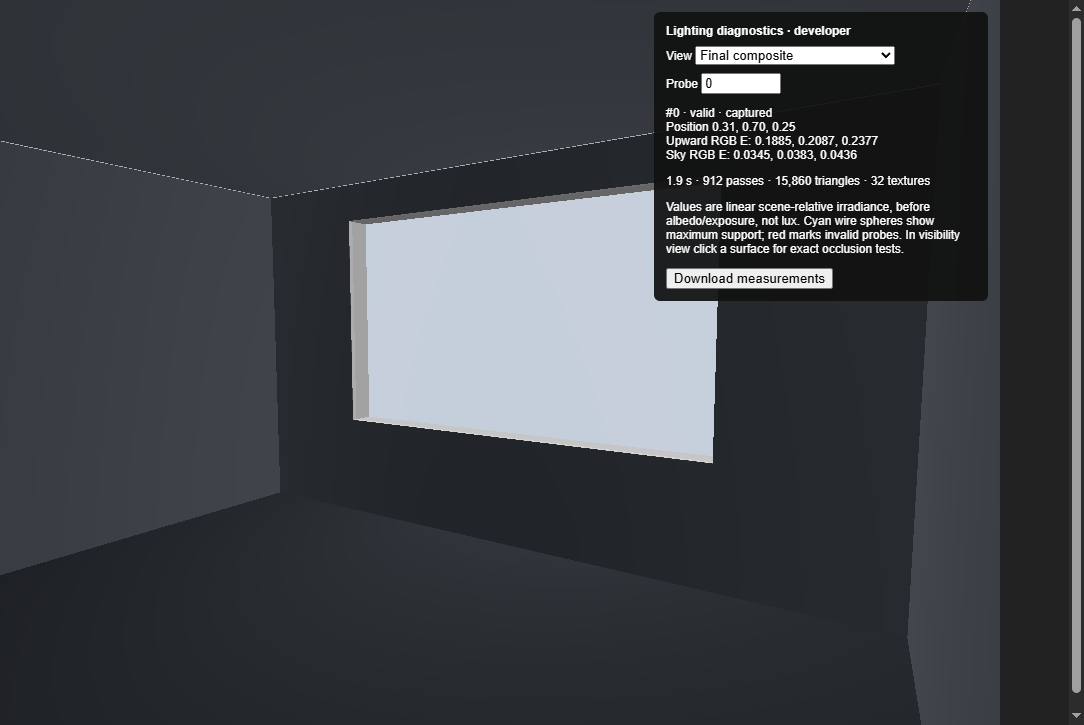 Lighting diagnostics · developer
View Final composite
Probe 0
#0 · valid · captured
Position 0.31, 0.70, 0.25
Upward RGB E: 0.1885, 0.2087, 0.2377
Sky RGB E: 0.0345, 0.0383, 0.0436
1.9 s · 912 passes · 15,860 triangles · 32 textures
Values are linear scene-relative irradiance, before
albedo/exposure, not lux. Cyan wire spheres show
maximum support; red marks invalid probes. In visibility
view click a surface for exact occlusion tests.
Download measurements